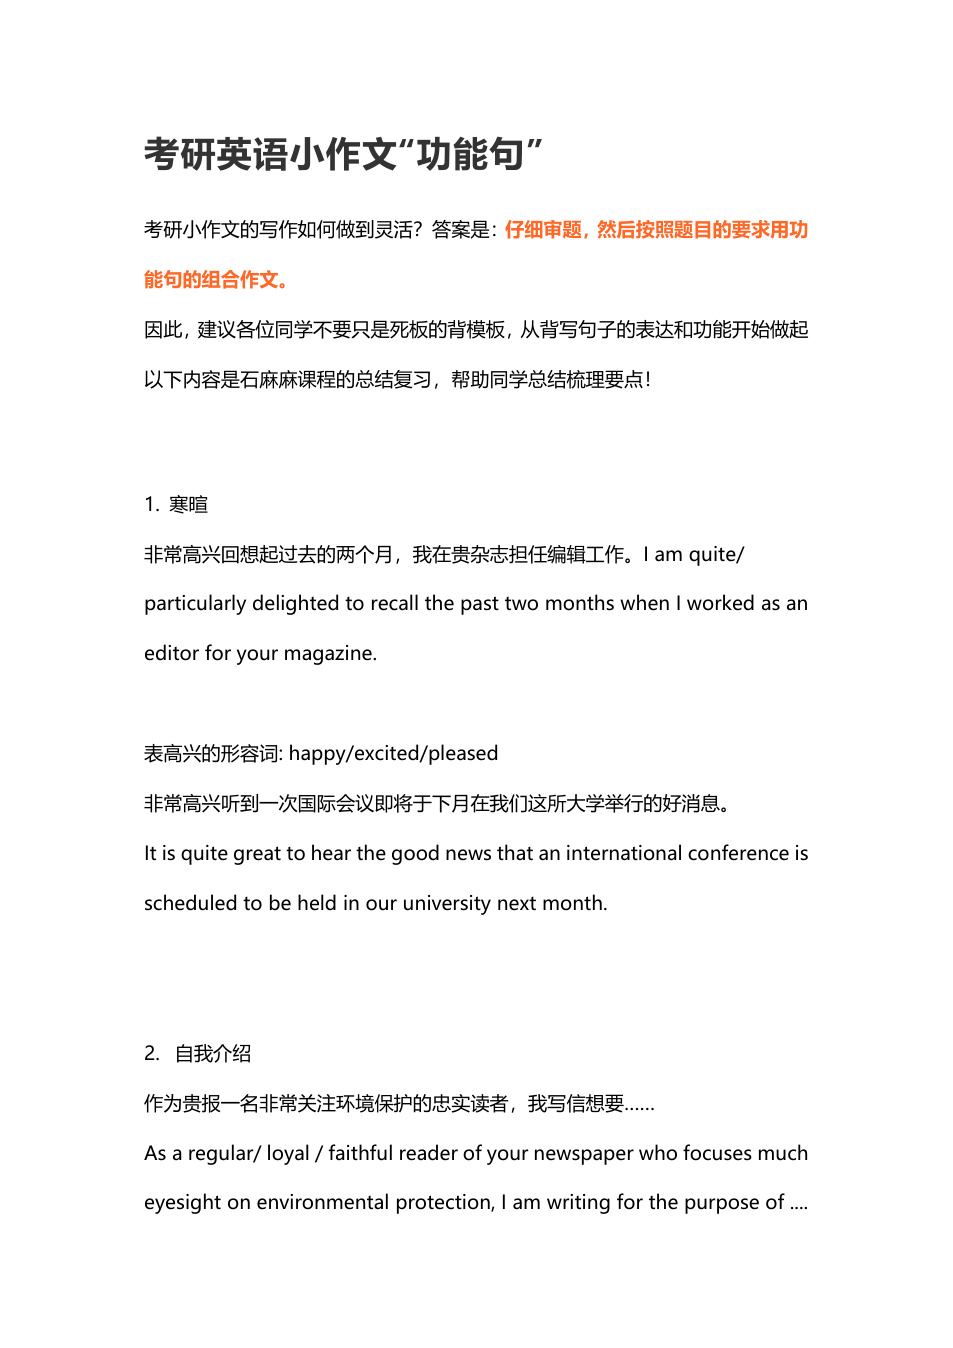 考研英语小作文“功能句”
考研小作文的写作如何做到灵活？答案是：仔细审题，然后按照题目的要求用功
能句的组合作文。
因此，建议各位同学不要只是死板的背模板，从背写句子的表达和功能开始做起
以下内容是石麻麻课程的总结复习，帮助同学总结梳理要点！
1. 寒暄
非常高兴回想起过去的两个月，我在贵杂志担任编辑工作。I am quite/
particularly delighted to recall the past two months when I worked as an
editor for your magazine.
表高兴的形容词: happy/excited/pleased
非常高兴听到一次国际会议即将于下月在我们这所大学举行的好消息。
It is quite great to hear the good news that an international conference is
scheduled to be held in our university next month.
2. 自我介绍
作为贵报一名非常关注环境保护的忠实读者，我写信想要......
As a regular/ loyal / faithful reader of your newspaper who focuses much
eyesight on environmental protection, I am writing for the purpose of ....